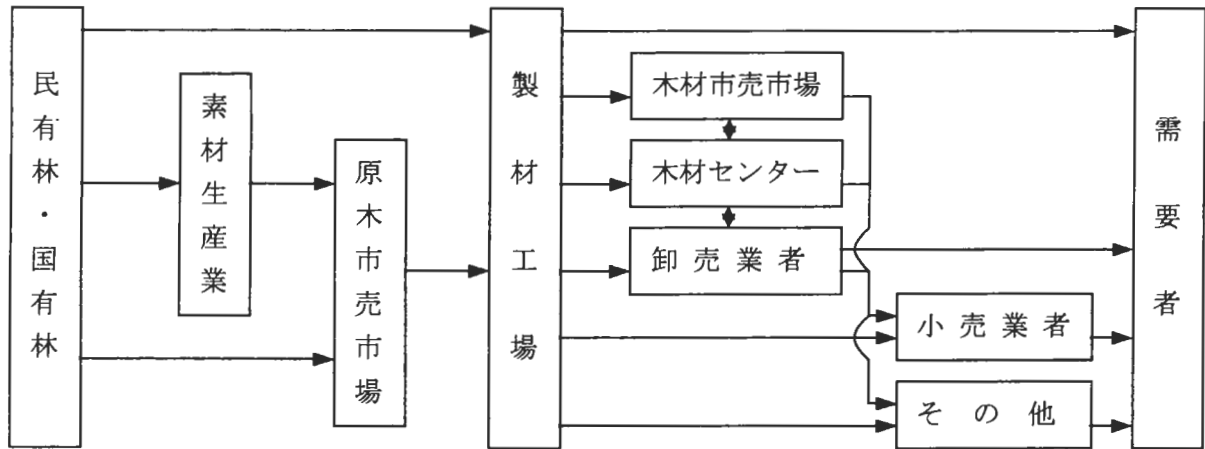 民有林・国有林
素材生産業
原木市売市場
製材工場
木材市売市場
木材センター
卸売業者
小売業者
その他
需要者